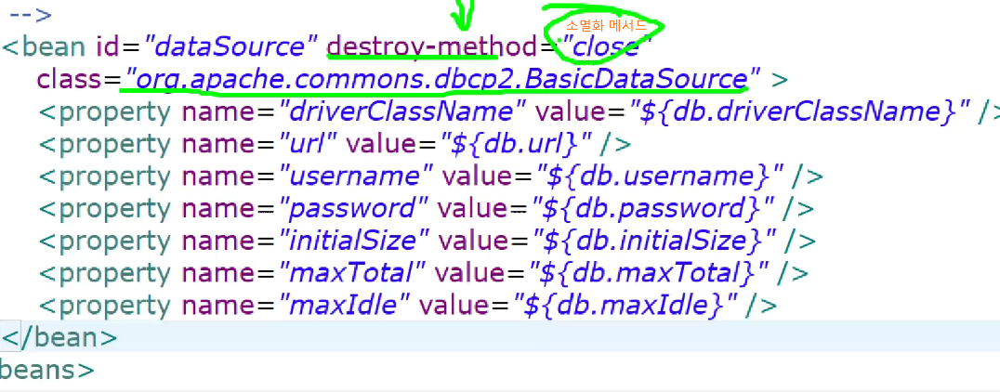 -->
소멸화 메서드
<bean id="dataSource" destroy-method="close"
class="org.apache.commons.dbcp2.BasicDataSource" >
<property name="driverClassName" value="${db.driverClassName}" />
<property name="url" value="${db.url}" />
<property name="username" value="${db.username}" />
<property name="password" value="${db.password}" />
<property name="initialSize" value="${db.initialSize}" />
<property name="maxTotal" value="${db.maxTotal}" />
<property name="maxIdle" value="${db.maxIdle}" />
</bean>
beans>